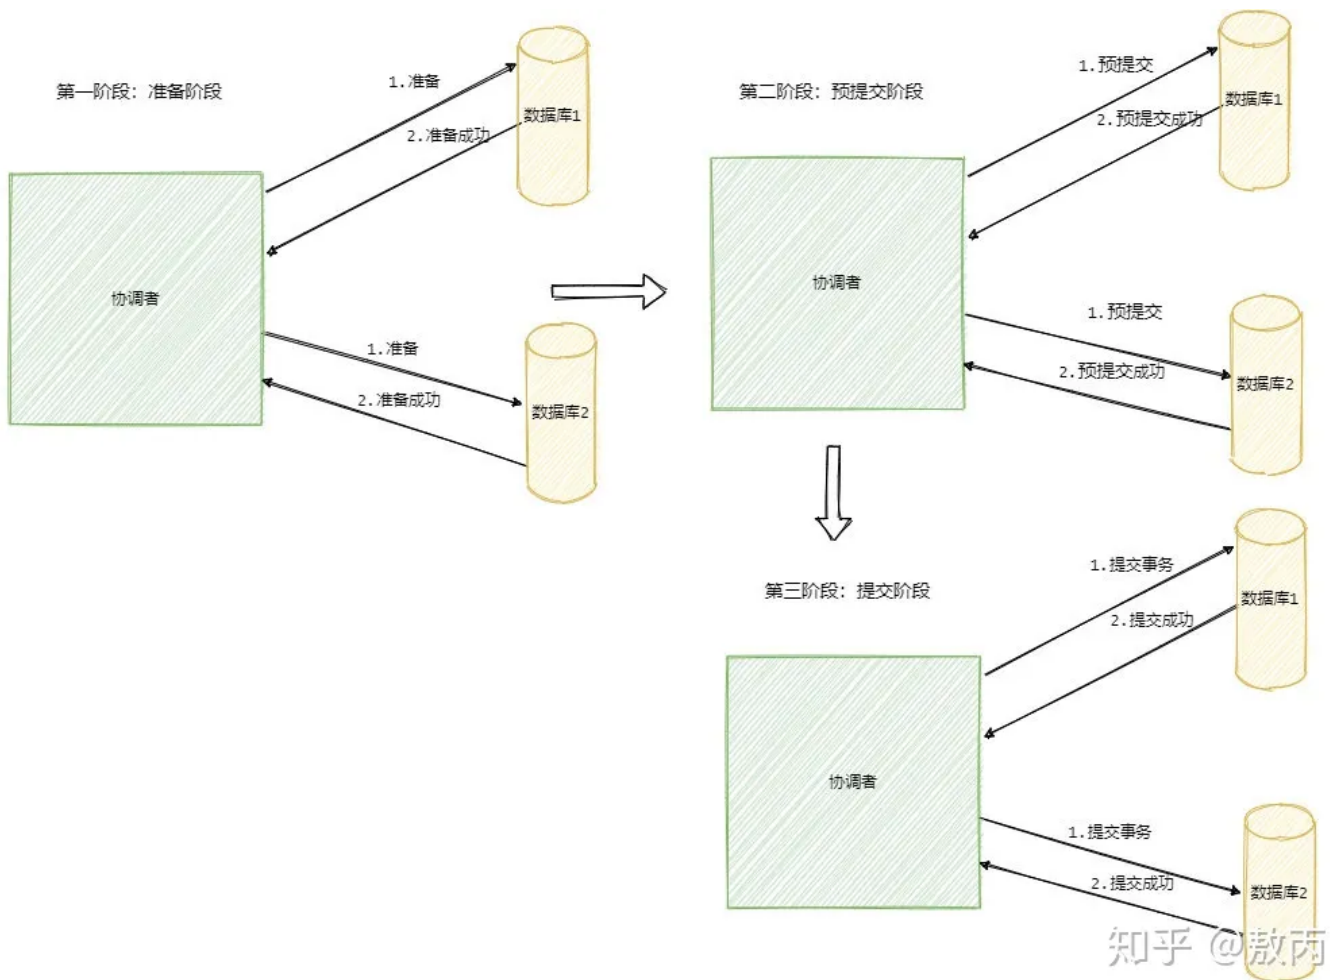 第一阶段：准备阶段
1.准备
数据库1
2.准备成功
协调者
1.准备
2.准备成功
数据库2
第二阶段：预提交阶段
1.预提交
数据库1
2.预提交成功
协调者
1.预提交
2.预提交成功
数据库2
第三阶段：提交阶段
1.提交事务
数据库1
2.提交成功
协调者
1.提交事务
2.提交成功
数据库2
知乎 @敖丙